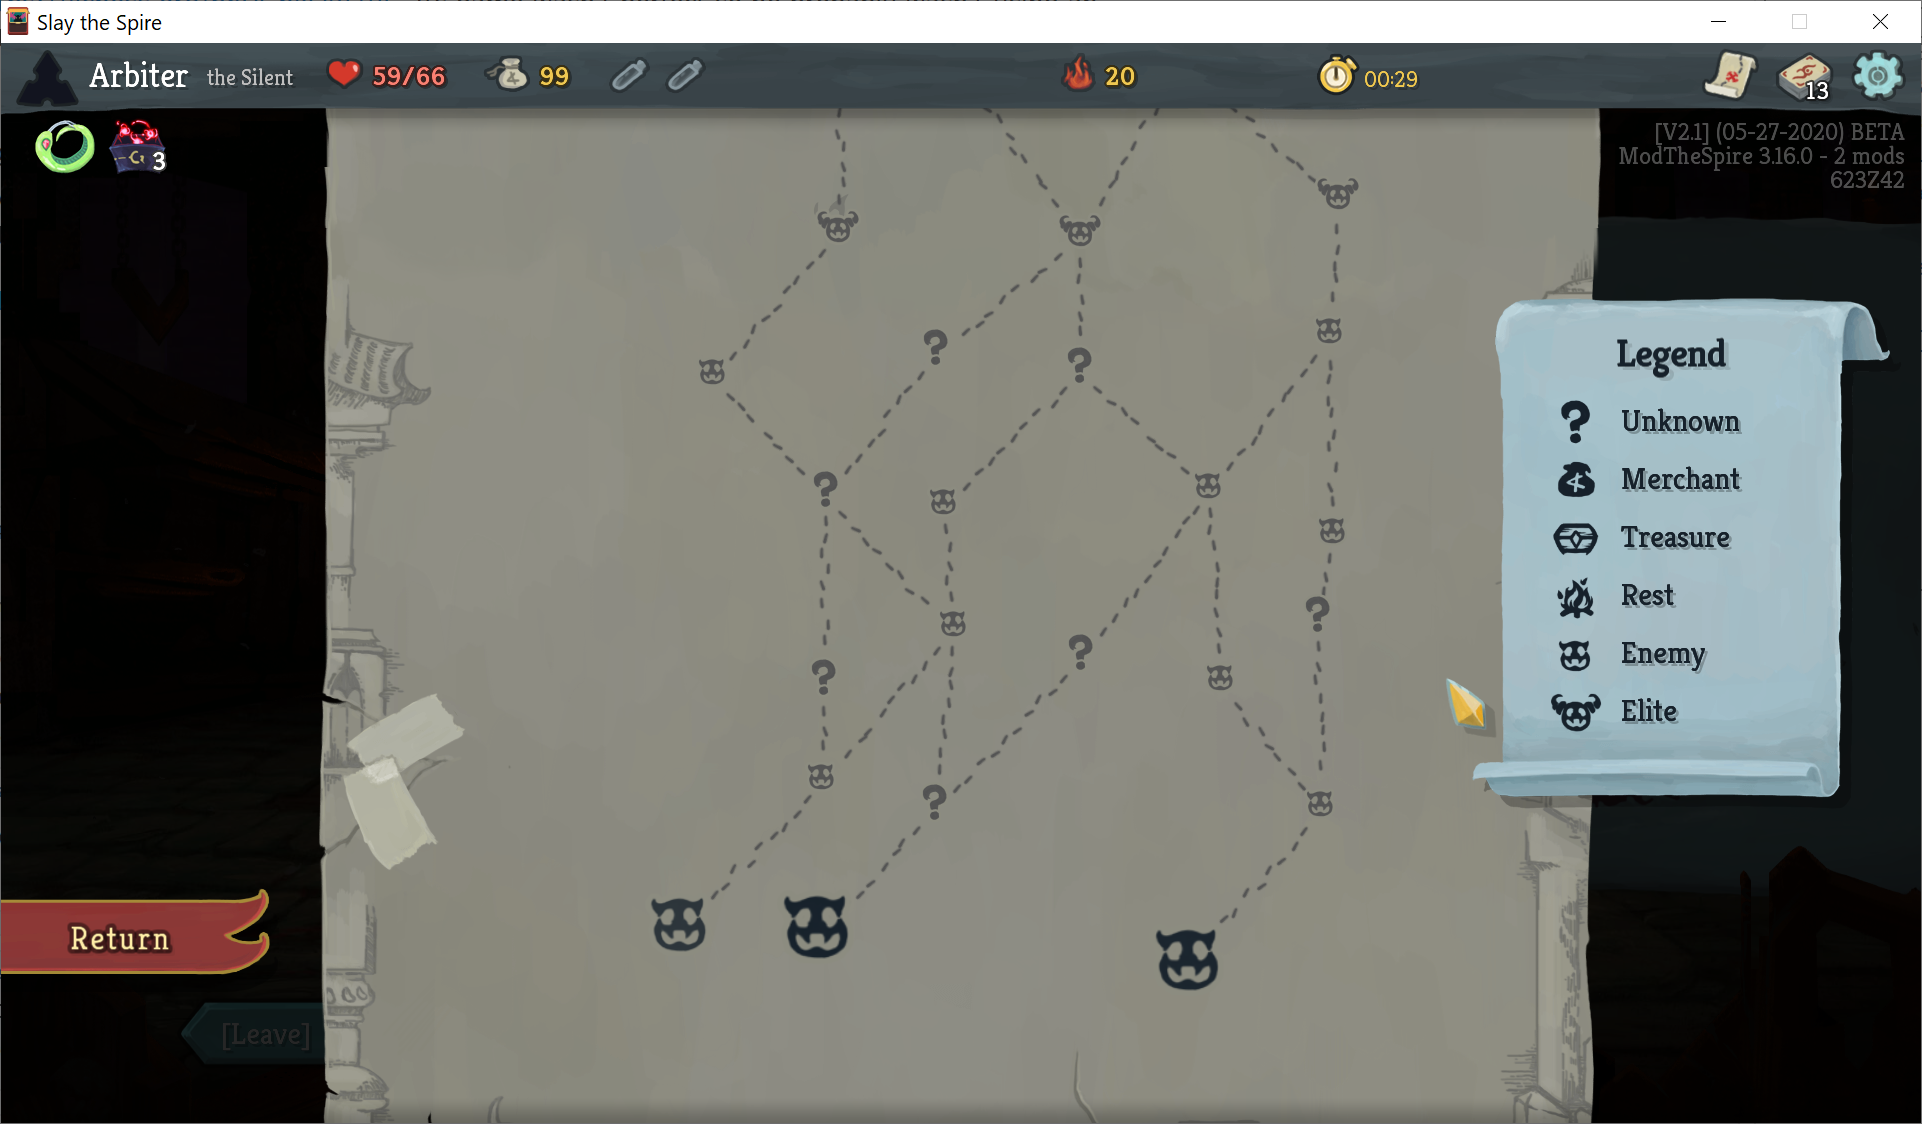 Slay the Spire
Arbiter the Silent 59/66 99 20 00:29 13
3
[V2.1] (05-27-2020) BETA
ModTheSpire 3.16.0 - 2 mods
623Z42
Legend
Unknown
Merchant
Treasure
Rest
Enemy
Elite
Return
[Leave]